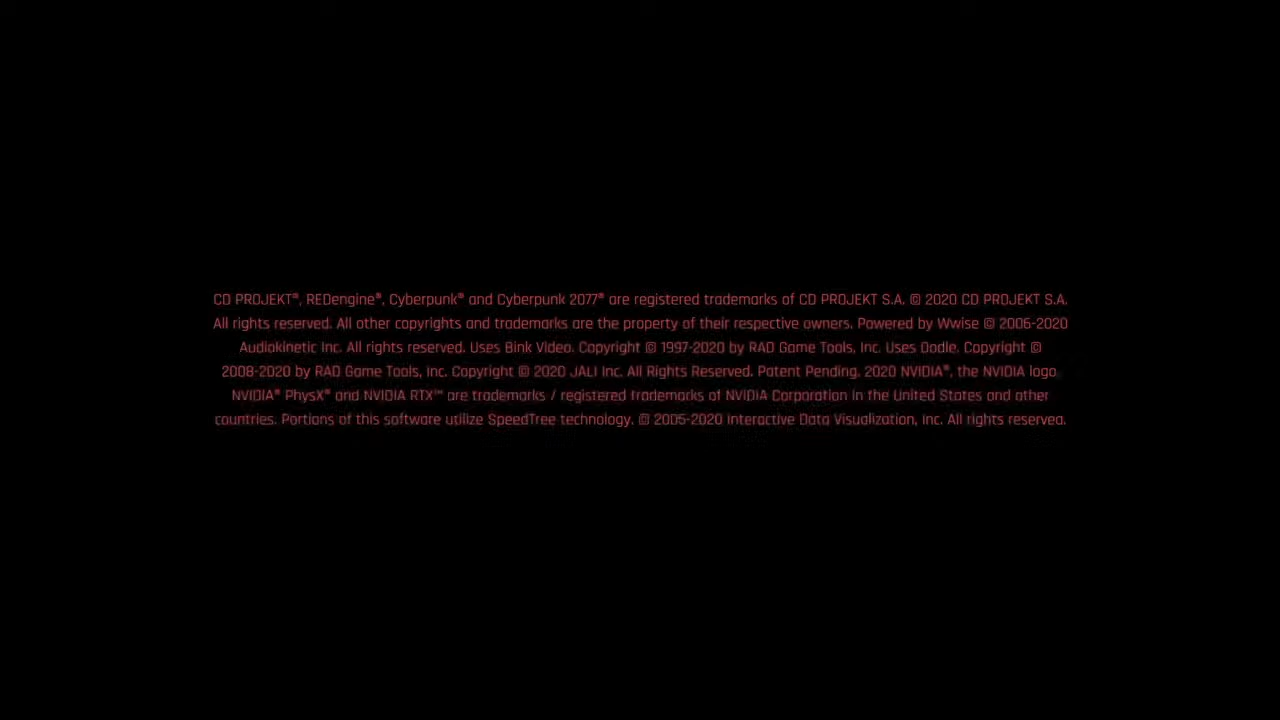 CD PROJEKT®, REDengine®, Cyberpunk® and Cyberpunk 2077® are registered trademarks of CD PROJEKT S.A. © 2020 CD PROJEKT S.A.
All rights reserved. All other copyrights and trademarks are the property of their respective owners. Powered by Wwise © 2006-2020
Audiokinetic Inc. All rights reserved. Uses Bink Video. Copyright © 1997-2020 by RAD Game Tools, Inc. Uses Oodle. Copyright ©
2008-2020 by RAD Game Tools, Inc. Copyright © 2020 JALI Inc. All Rights Reserved. Patent Pending. 2020 NVIDIA®, the NVIDIA logo,
NVIDIA® PhysX® and NVIDIA RTX™ are trademarks / registered trademarks of NVIDIA Corporation in the United States and other
countries. Portions of this software utilize SpeedTree technology. © 2005-2020 Interactive Data Visualization, Inc. All rights reserved.